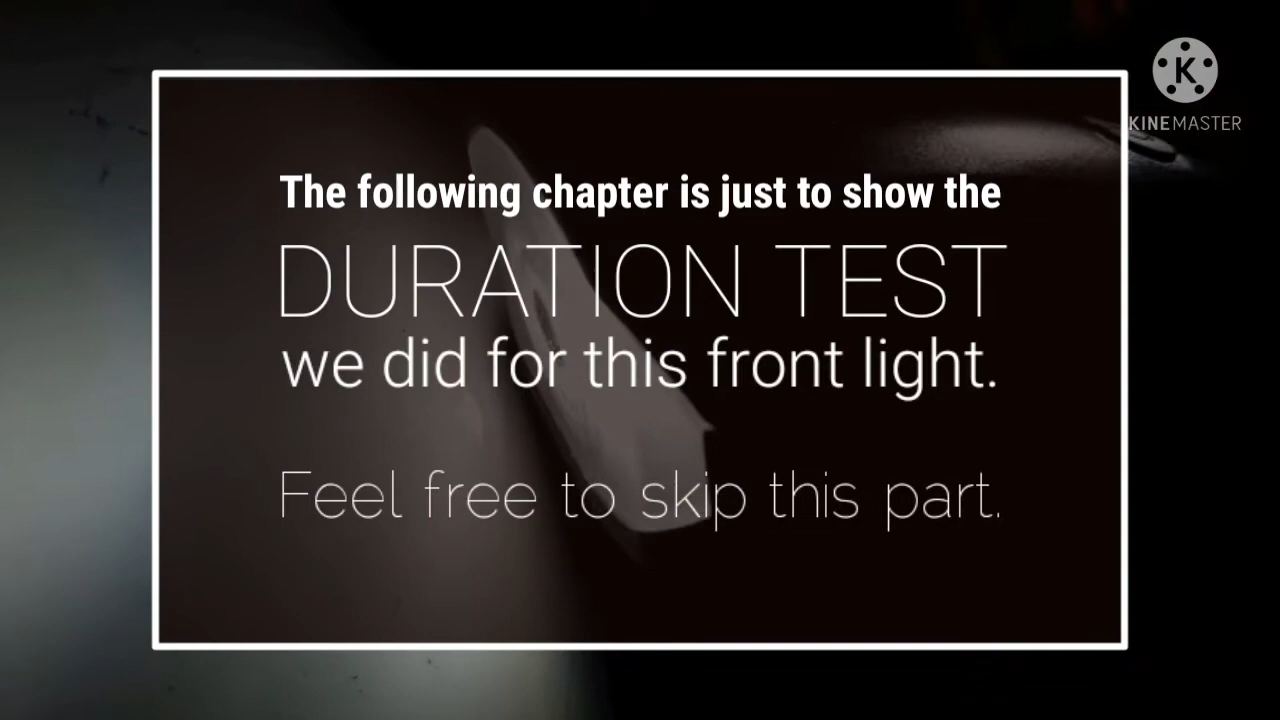 The following chapter is just to show the
DURATION TEST
we did for this front light.
Feel free to skip this part.
K
KINEMASTER